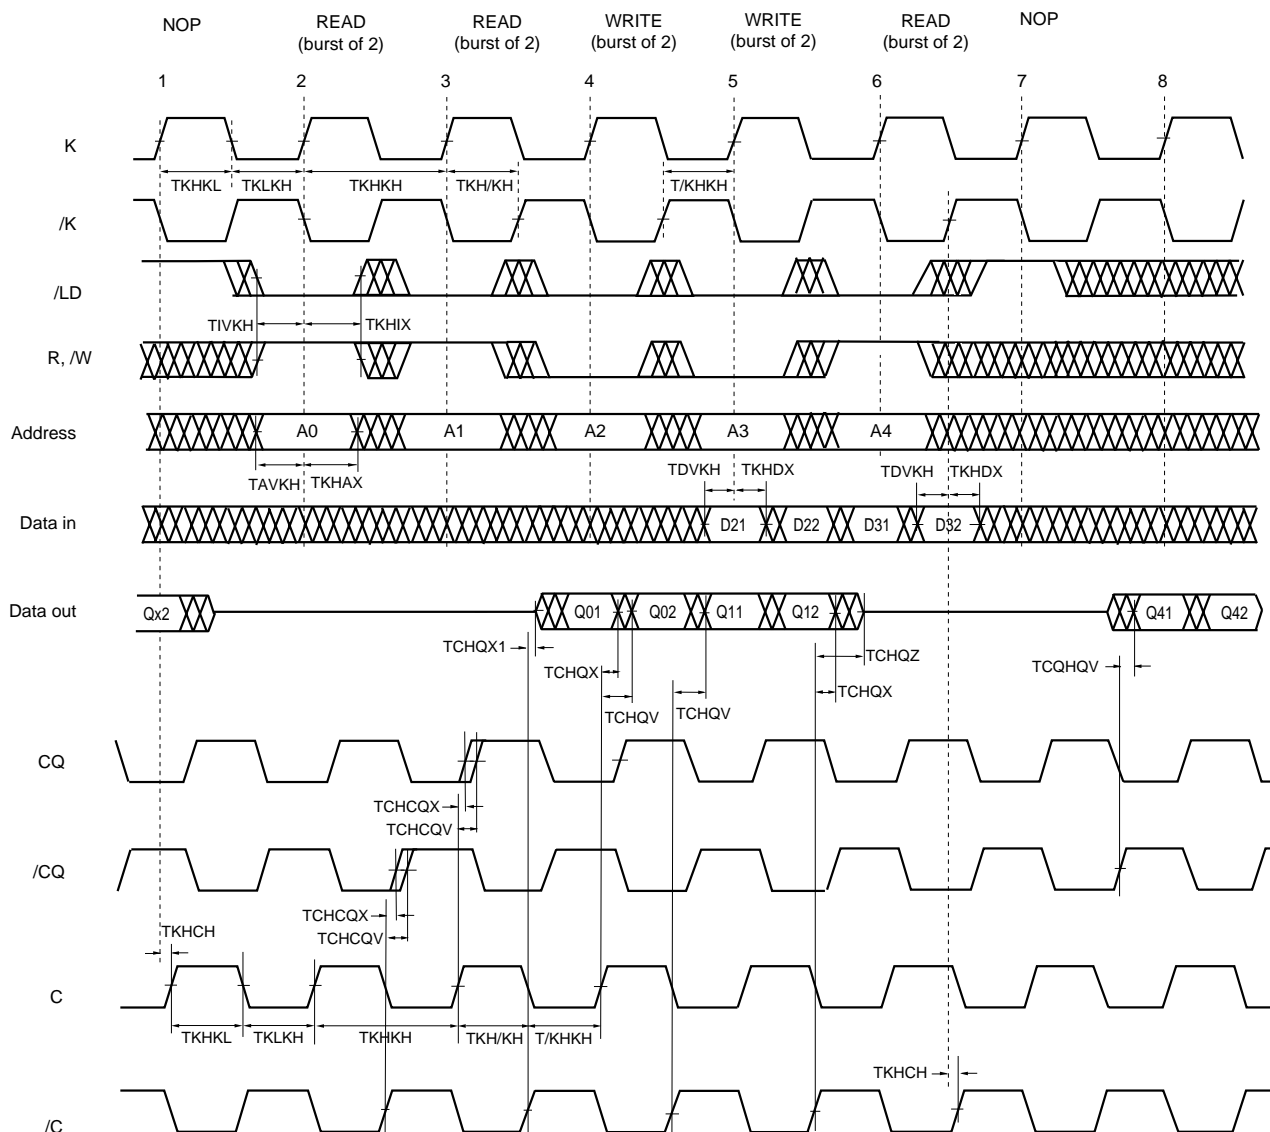 NOP READ READ WRITE WRITE READ NOP
(burst of 2) (burst of 2) (burst of 2) (burst of 2) (burst of 2)
1 2 3 4 5 6 7 8
K
TKHKL TKLKH TKHKH TKH/KH T/KHKH
/K
/LD
TIVKH TKHIX
R, /W
Address A0 A1 A2 A3 A4
TAVKH TKHAX TDVKH TKHDX TDVKH TKHDX
Data in D21 D22 D31 D32
Data out Qx2 Q01 Q02 Q11 Q12 Q41 Q42
TCHQX1 TCHQZ
TCHQX TCQHQV
TCHQX
TCHQV TCHQV
CQ
TCHCQX
TCHCQV
/CQ
TCHCQX
TKHCH
TCHCQV
C
TKHKL TKLKH TKHKH TKH/KH T/KHKH
TKHCH
/C